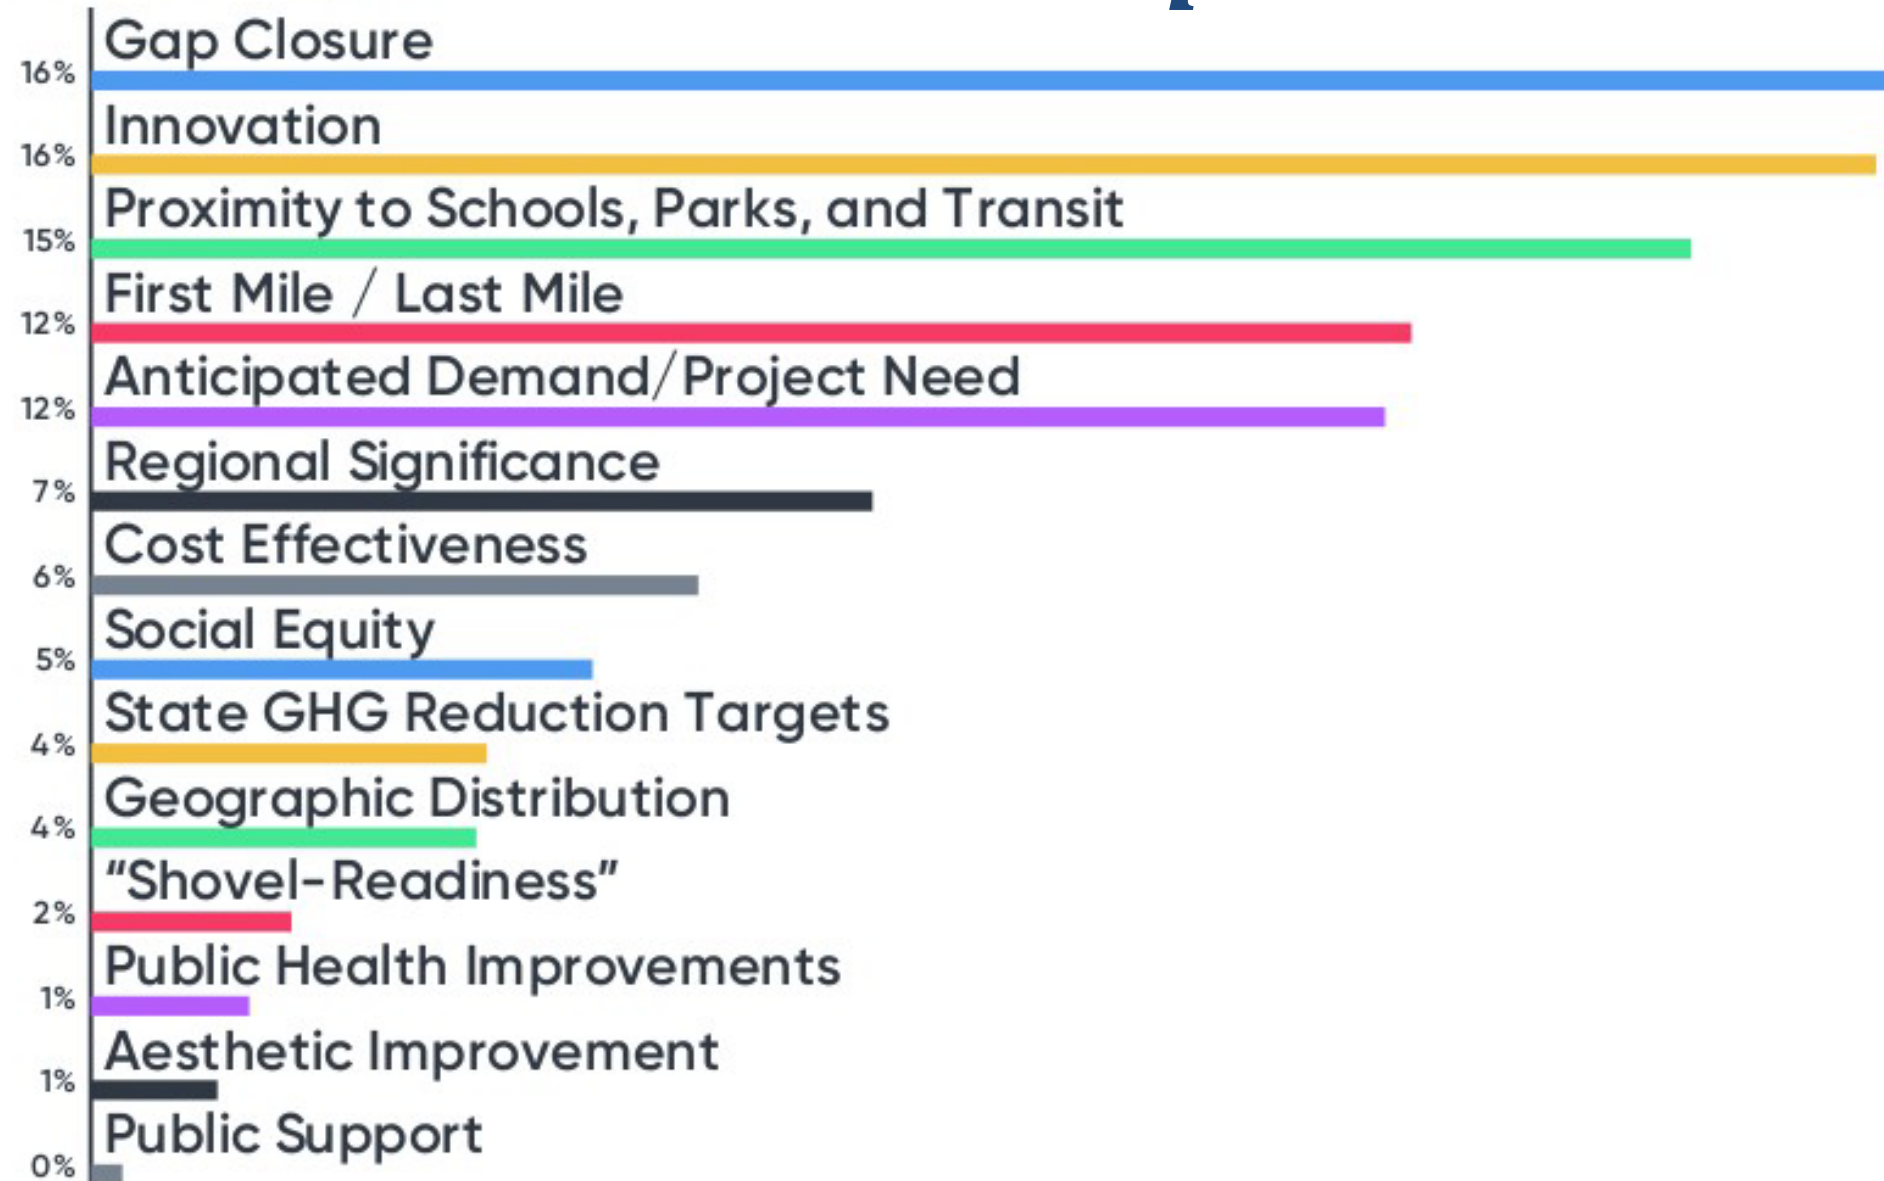 Gap Closure
16%
Innovation
16%
Proximity to Schools, Parks, and Transit
15%
First Mile / Last Mile
12%
Anticipated Demand/Project Need
12%
Regional Significance
7%
Cost Effectiveness
6%
Social Equity
5%
State GHG Reduction Targets
4%
Geographic Distribution
4%
“Shovel-Readiness”
2%
Public Health Improvements
1%
Aesthetic Improvement
1%
Public Support
0%